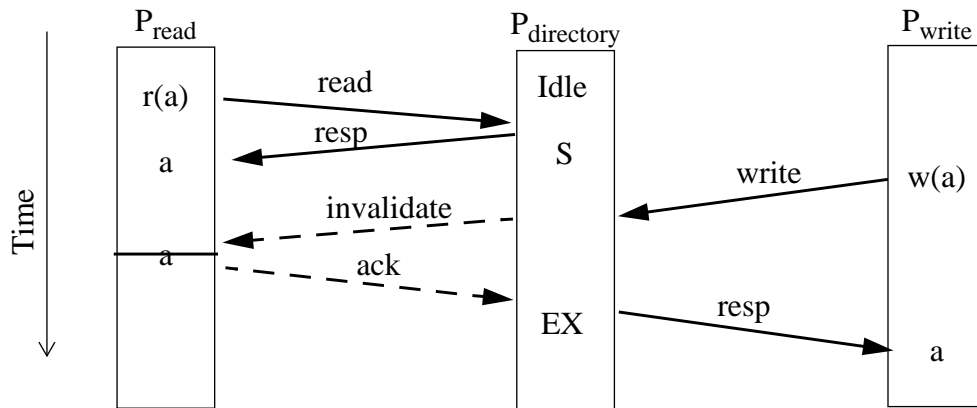 P_read P_directory P_write
r(a) read Idle
a resp S
write w(a)
invalidate
a
ack
EX resp
a
Time